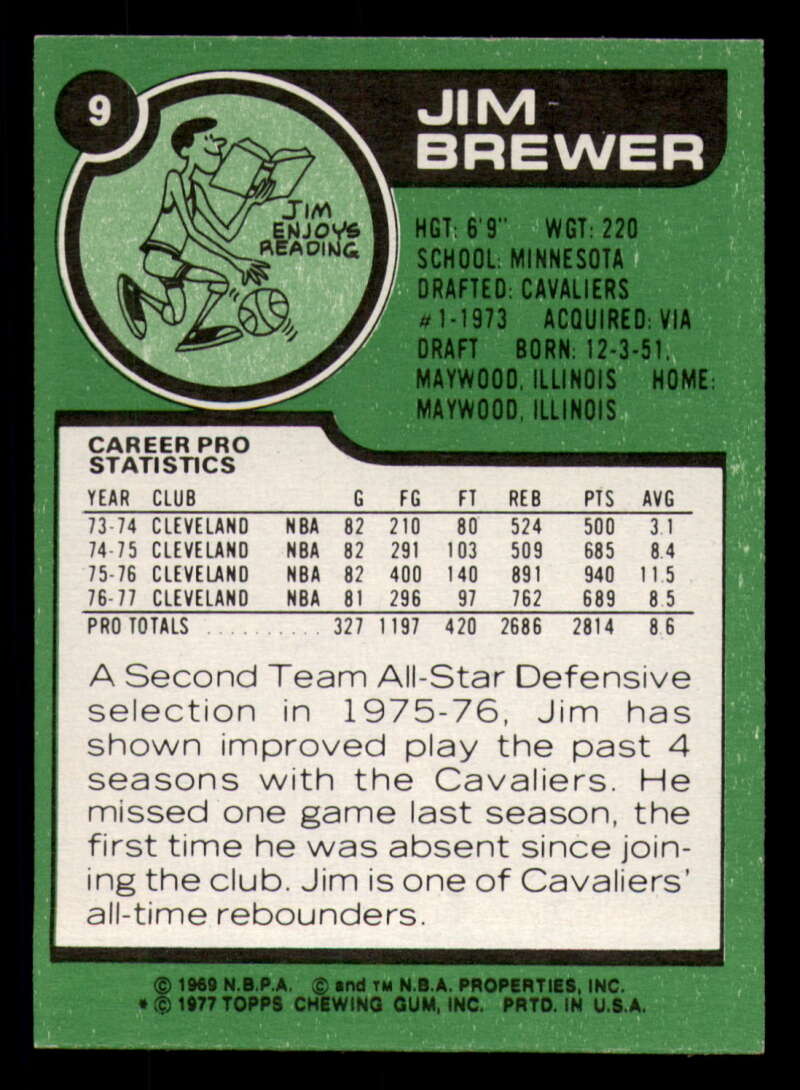 9
JIM
BREWER
JIM
ENJOYS
READING
HGT: 6'9" WGT: 220
SCHOOL: MINNESOTA
DRAFTED: CAVALIERS
#1-1973 ACQUIRED: VIA
DRAFT BORN: 12-3-51,
MAYWOOD, ILLINOIS HOME:
MAYWOOD, ILLINOIS
CAREER PRO
STATISTICS
YEAR CLUB G FG FT REB PTS AVG
73-74 CLEVELAND NBA 82 210 80 524 500 3.1
74-75 CLEVELAND NBA 82 291 103 509 685 8.4
75-76 CLEVELAND NBA 82 400 140 891 940 11.5
76-77 CLEVELAND NBA 81 296 97 762 689 8.5
PRO TOTALS .......... 327 1197 420 2686 2814 8.6
A Second Team All-Star Defensive
selection in 1975-76, Jim has
shown improved play the past 4
seasons with the Cavaliers. He
missed one game last season, the
first time he was absent since join-
ing the club. Jim is one of Cavaliers'
all-time rebounders.
© 1969 N.B.P.A. © and TM N.B.A. PROPERTIES, INC.
* © 1977 TOPPS CHEWING GUM, INC. PRTD. IN U.S.A.